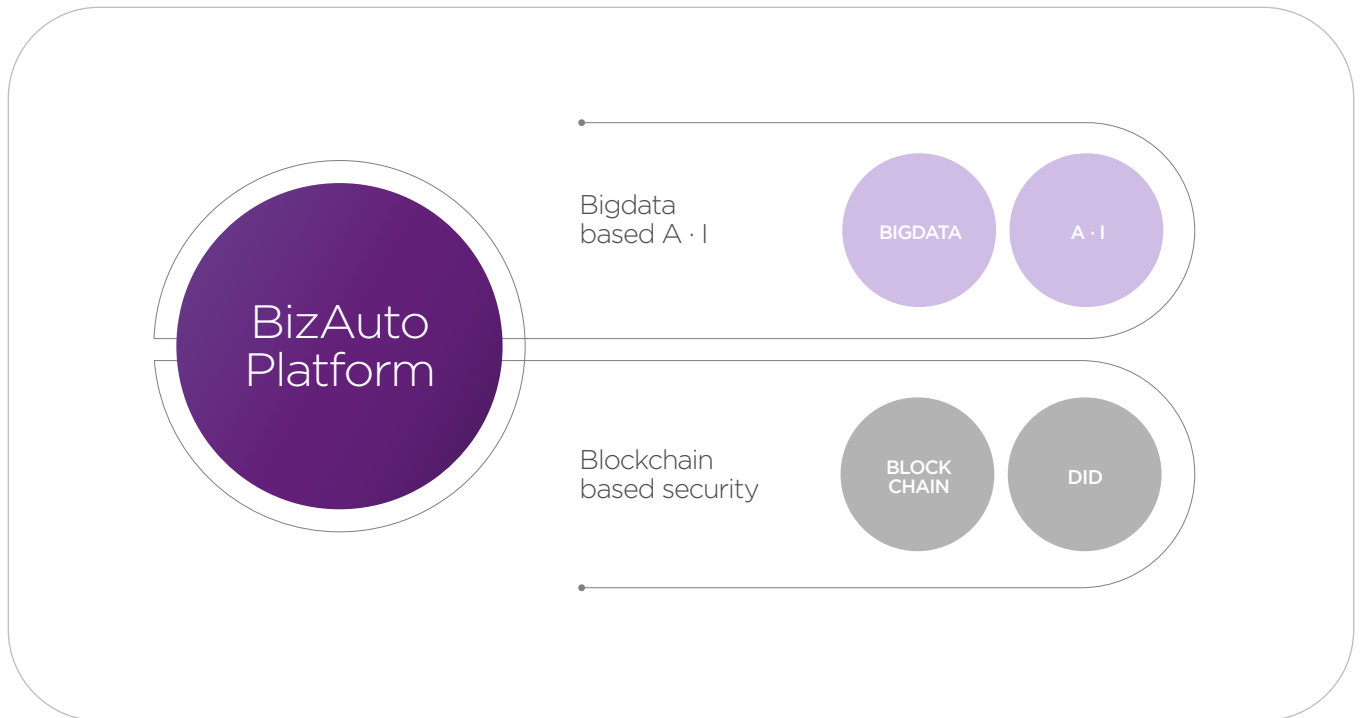 BizAuto
Platform
Bigdata
based A · I
BIGDATA
A · I
Blockchain
based security
BLOCK
CHAIN
DID